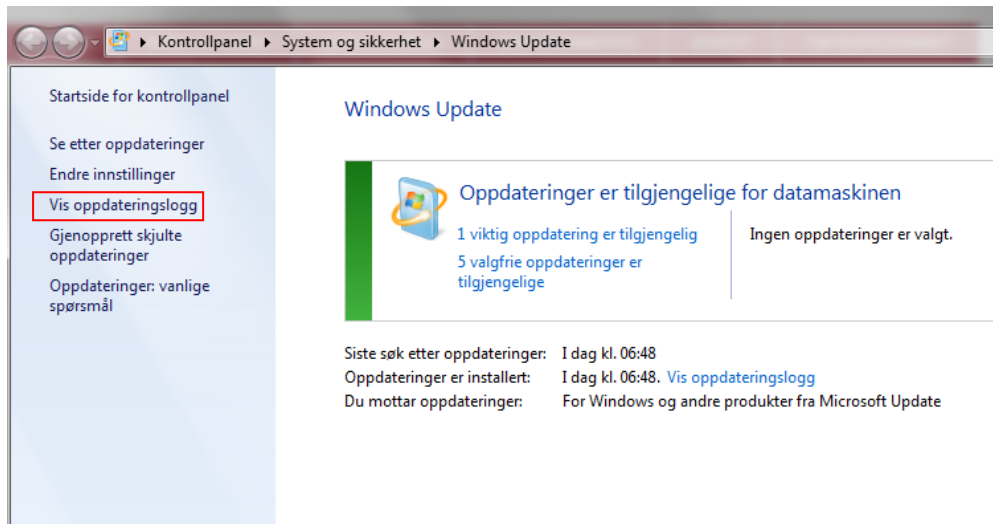 Kontrollpanel ▸ System og sikkerhet ▸ Windows Update
Startside for kontrollpanel
Se etter oppdateringer
Endre innstillinger
Vis oppdateringslogg
Gjenopprett skjulte
oppdateringer
Oppdateringer: vanlige
spørsmål
Windows Update
Oppdateringer er tilgjengelige for datamaskinen
1 viktig oppdatering er tilgjengelig
5 valgfrie oppdateringer er
tilgjengelige
Ingen oppdateringer er valgt.
Siste søk etter oppdateringer: I dag kl. 06:48
Oppdateringer er installert: I dag kl. 06:48. Vis oppdateringslogg
Du mottar oppdateringer: For Windows og andre produkter fra Microsoft Update